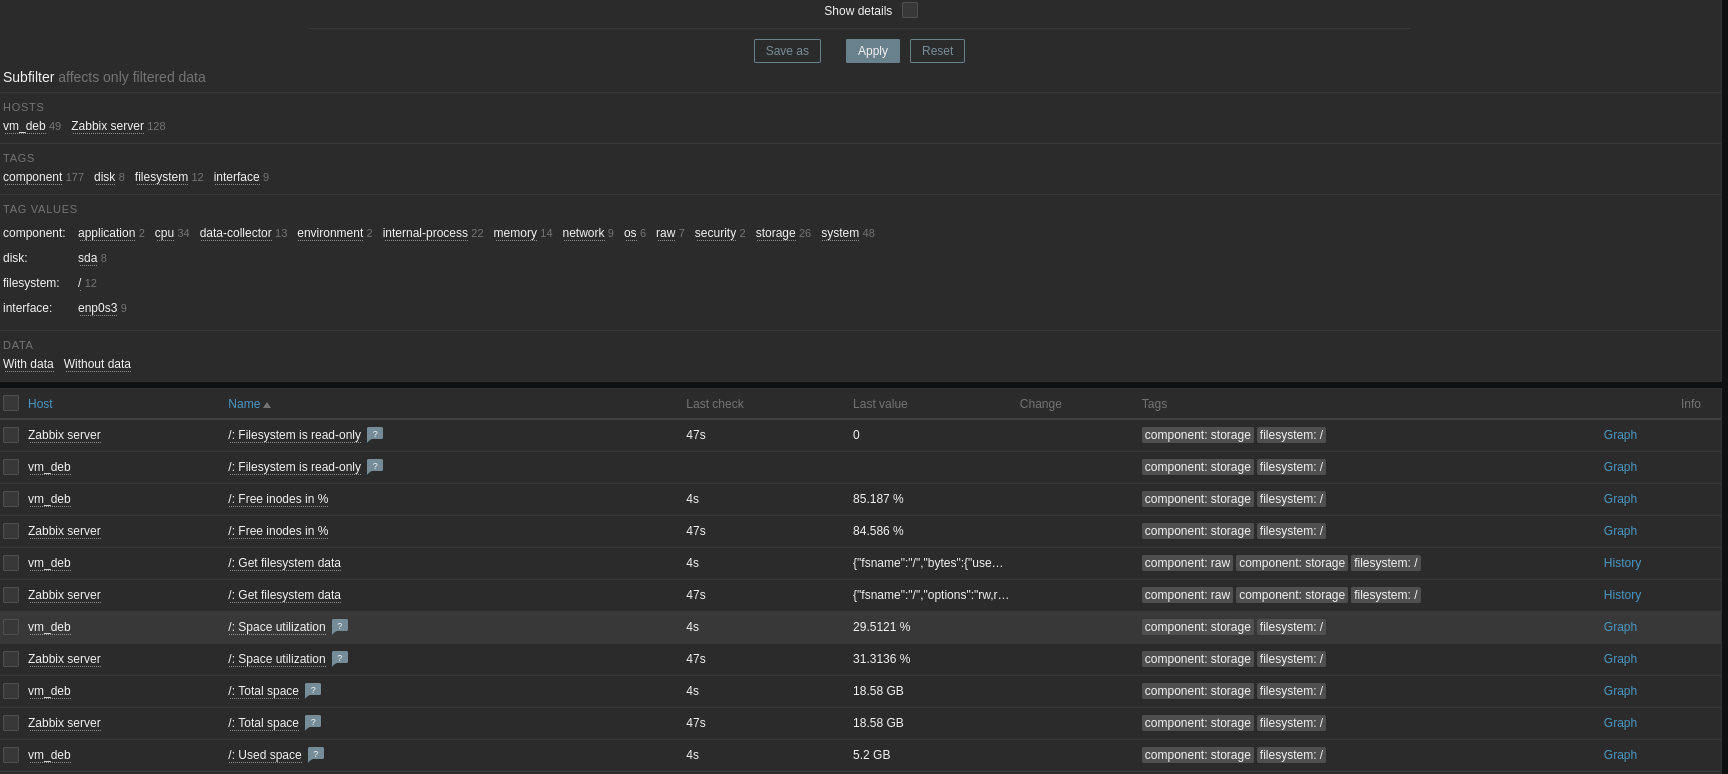 Show details
Save as Apply Reset
Subfilter affects only filtered data
HOSTS
vm_deb 49 Zabbix server 128
TAGS
component 177 disk 8 filesystem 12 interface 9
TAG VALUES
component: application 2 cpu 34 data-collector 13 environment 2 internal-process 22 memory 14 network 9 os 6 raw 7 security 2 storage 26 system 48
disk: sda 8
filesystem: / 12
interface: enp0s3 9
DATA
With data Without data
Host Name Last check Last value Change Tags Info
Zabbix server /: Filesystem is read-only ? 47s 0 component: storage filesystem: / Graph
vm_deb /: Filesystem is read-only ? component: storage filesystem: / Graph
vm_deb /: Free inodes in % 4s 85.187 % component: storage filesystem: / Graph
Zabbix server /: Free inodes in % 47s 84.586 % component: storage filesystem: / Graph
vm_deb /: Get filesystem data 4s {"fsname":"/","bytes":{"use… component: raw component: storage filesystem: / History
Zabbix server /: Get filesystem data 47s {"fsname":"/","options":"rw,r… component: raw component: storage filesystem: / History
vm_deb /: Space utilization ? 4s 29.5121 % component: storage filesystem: / Graph
Zabbix server /: Space utilization ? 47s 31.3136 % component: storage filesystem: / Graph
vm_deb /: Total space ? 4s 18.58 GB component: storage filesystem: / Graph
Zabbix server /: Total space ? 47s 18.58 GB component: storage filesystem: / Graph
vm_deb /: Used space ? 4s 5.2 GB component: storage filesystem: / Graph